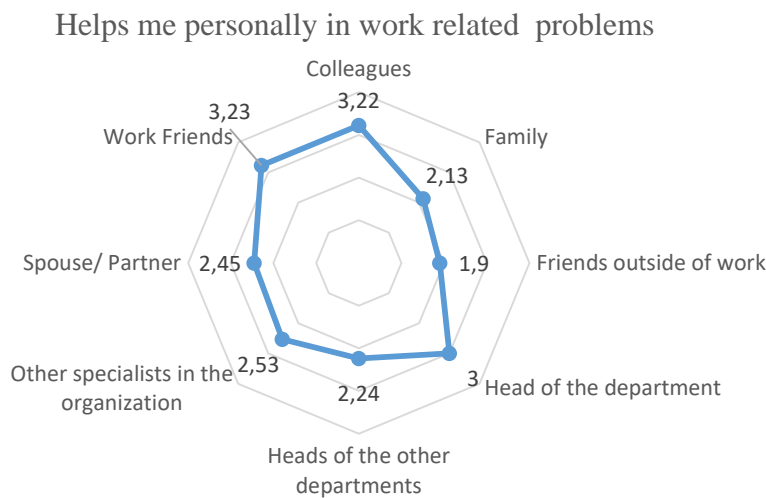 Helps me personally in work related  problems
Colleagues
3,22
3,23
Work Friends
Family
2,13
Spouse/ Partner
2,45
1,9
Friends outside of work
Other specialists in the
organization
2,53
2,24
3
Head of the department
Heads of the other
departments